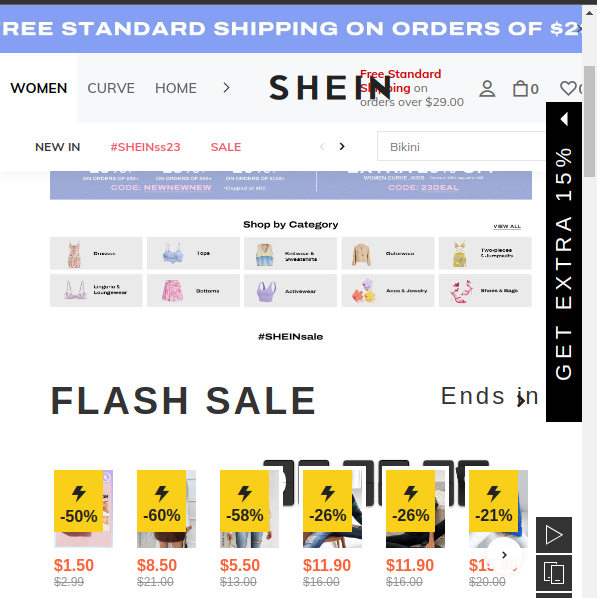 FREE STANDARD SHIPPING ON ORDERS OF $2
WOMEN
CURVE
HOME
SHEIN
Free Standard
Shipping on
orders over $29.00
0
NEW IN
#SHEINss23
SALE
Bikini
CODE: NEWNEWNEW
CODE: 23DEAL
GET EXTRA 15%
Shop by Category
VIEW ALL
Dresses
Tops
Knitwear &
Sweatshirts
Outerwear
Two-pieces
& Jumpsuits
Lingerie &
Loungewear
Bottoms
Activewear
Accs & Jewelry
Shoes & Bags
#SHEINsale
FLASH SALE
Ends in
-50%
-60%
-58%
-26%
-26%
-21%
$1.50
$8.50
$5.50
$11.90
$11.90
$2.99
$21.00
$13.00
$16.00
$16.00
$20.00